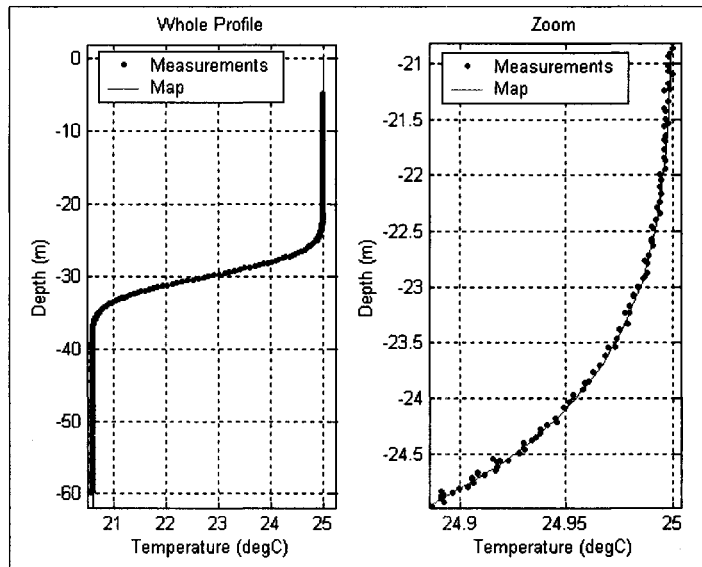 Whole Profile
Measurements
Map
0
-10
-20
-30
-40
-50
-60
Depth (m)
21
22
23
24
25
Temperature (degC)
Zoom
Measurements
Map
-21
-21.5
-22
-22.5
-23
-23.5
-24
-24.5
Depth (m)
24.9
24.95
25
Temperature (degC)